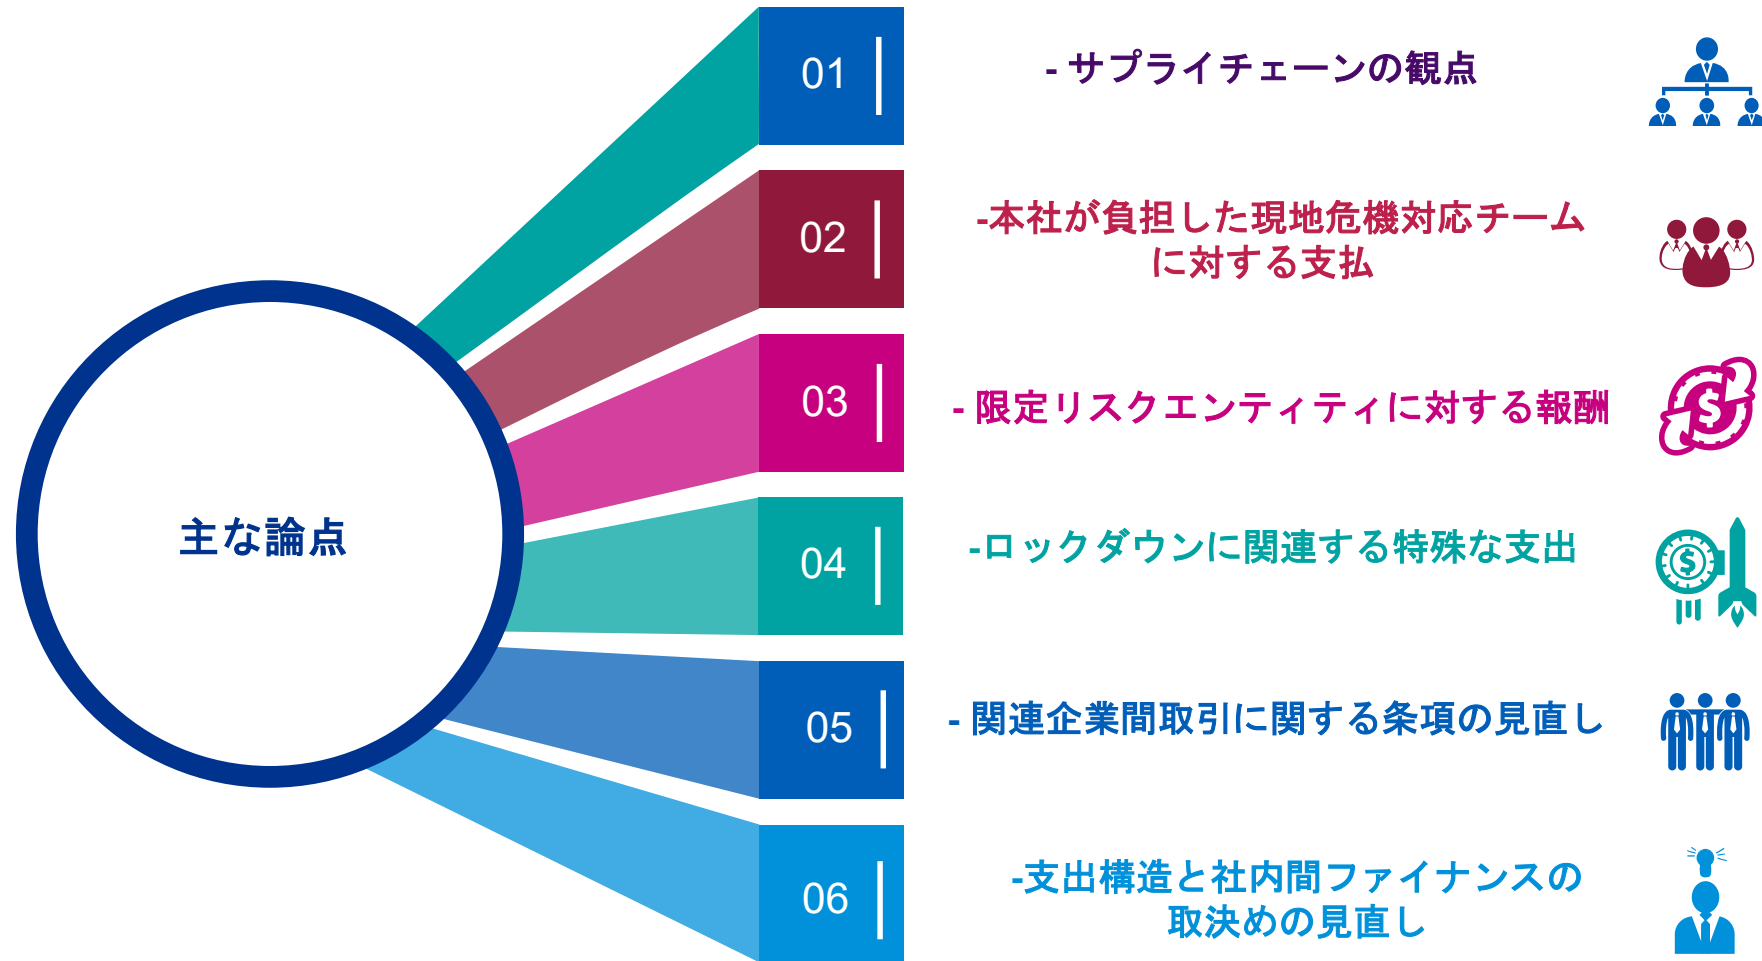 主な論点
01
- サプライチェーンの観点
02
-本社が負担した現地危機対応チーム
に対する支払
03
- 限定リスクエンティティに対する報酬
$
04
-ロックダウンに関連する特殊な支出
$
05
- 関連企業間取引に関する条項の見直し
06
-支出構造と社内間ファイナンスの
取決めの見直し